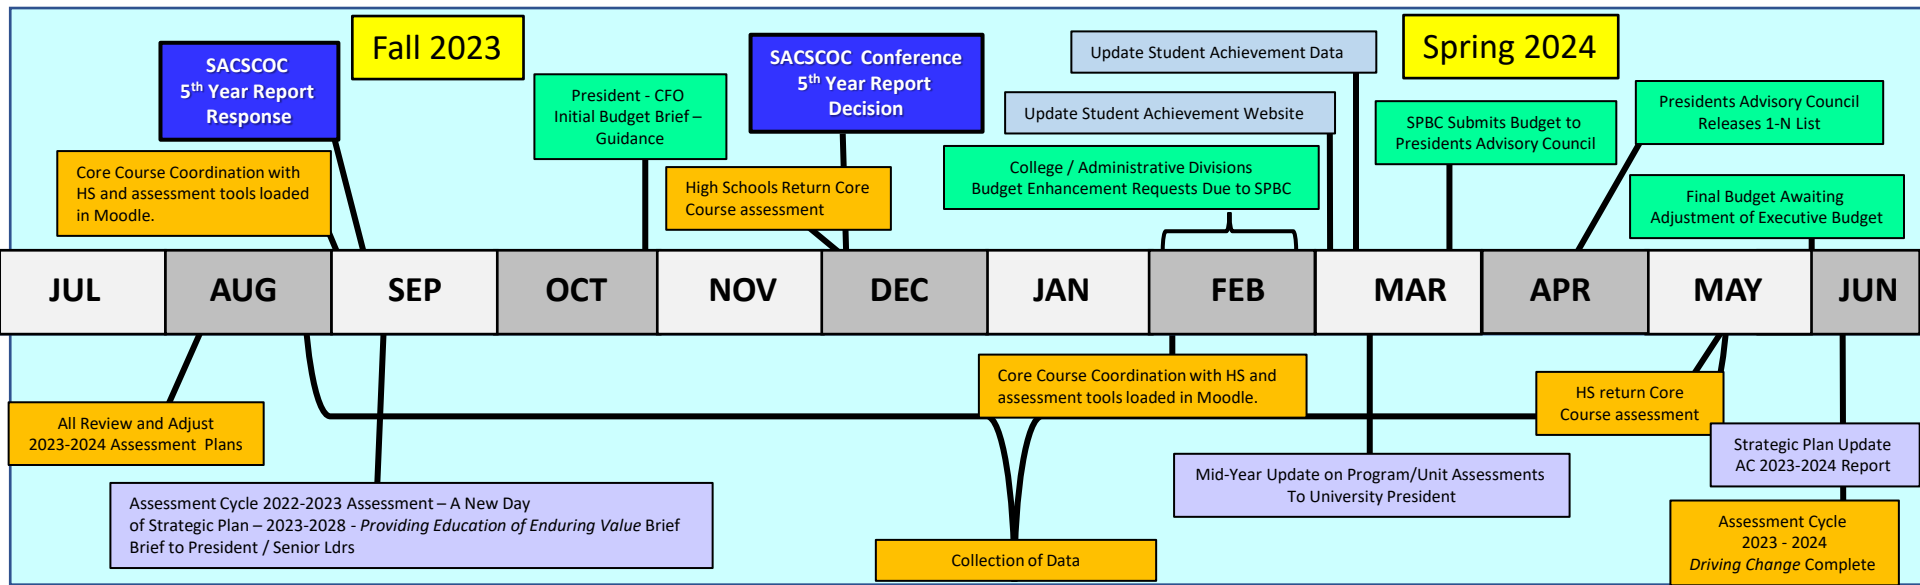 Fall 2023
Spring 2024
SACSCOC
5th Year Report
Response
SACSCOC Conference
5th Year Report
Decision
Update Student Achievement Data
President - CFO
Initial Budget Brief –
Guidance
Update Student Achievement Website
SPBC Submits Budget to
Presidents Advisory Council
Presidents Advisory Council
Releases 1-N List
Core Course Coordination with
HS and assessment tools loaded
in Moodle.
High Schools Return Core
Course assessment
College / Administrative Divisions
Budget Enhancement Requests Due to SPBC
Final Budget Awaiting
Adjustment of Executive Budget
JUL
AUG
SEP
OCT
NOV
DEC
JAN
FEB
MAR
APR
MAY
JUN
All Review and Adjust
2023-2024 Assessment Plans
Core Course Coordination with HS and
assessment tools loaded in Moodle.
HS return Core
Course assessment
Strategic Plan Update
AC 2023-2024 Report
Mid-Year Update on Program/Unit Assessments
To University President
Assessment Cycle 2022-2023 Assessment – A New Day
of Strategic Plan – 2023-2028 - Providing Education of Enduring Value Brief
Brief to President / Senior Ldrs
Collection of Data
Assessment Cycle
2023 - 2024
Driving Change Complete